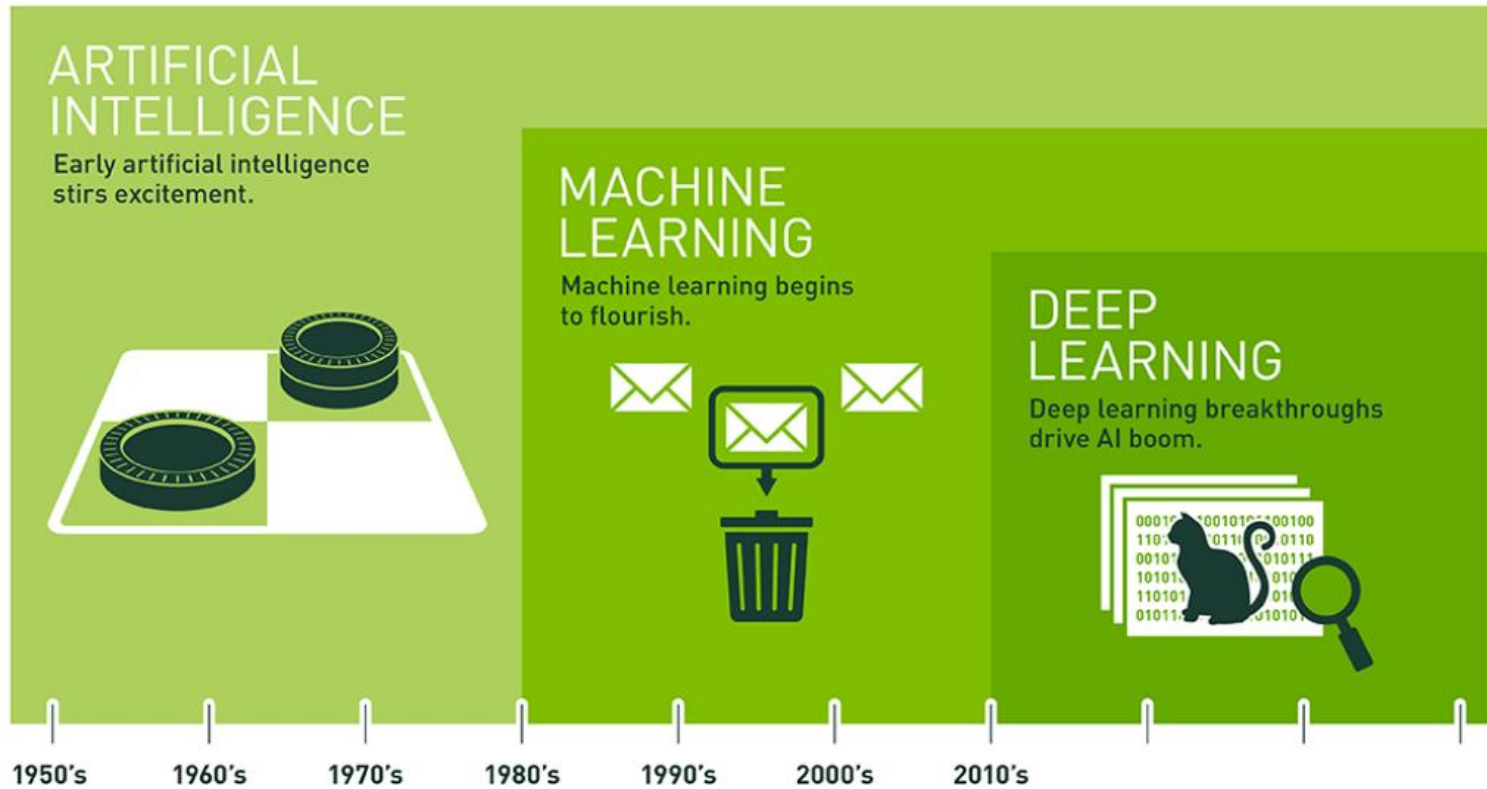 ARTIFICIAL
INTELLIGENCE
Early artificial intelligence
stirs excitement.
MACHINE
LEARNING
Machine learning begins
to flourish.
DEEP
LEARNING
Deep learning breakthroughs
drive AI boom.
1950's 1960's 1970's 1980's 1990's 2000's 2010's